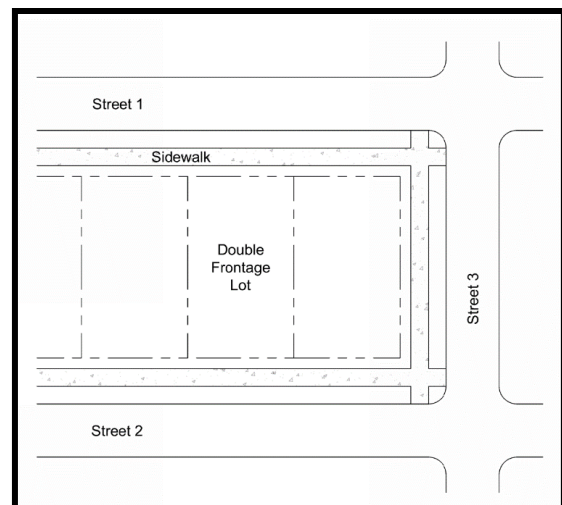 Street 1
Sidewalk
Double
Frontage
Lot
Street 3
Street 2